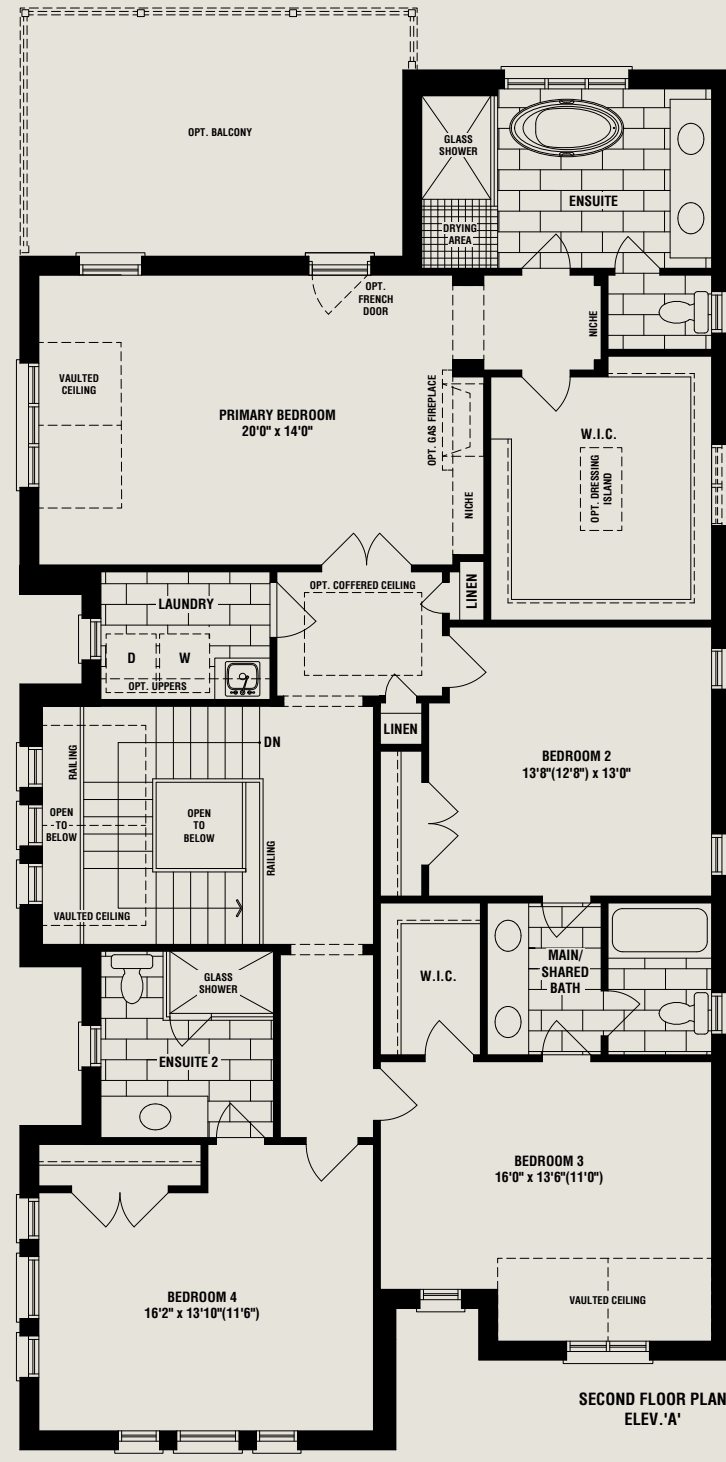 OPT. BALCONY
GLASS
SHOWER
ENSUITE
DRYING
AREA
OPT.
FRENCH
DOOR
NICHE
VAULTED
CEILING
PRIMARY BEDROOM
20'0" x 14'0"
OPT. GAS FIREPLACE
NICHE
W.I.C.
OPT. DRESSING
ISLAND
LAUNDRY
OPT. COFFERED CEILING
LINEN
D
W
OPT. UPPERS
LINEN
DN
RAILING
OPEN
TO
BELOW
OPEN
TO
BELOW
RAILING
VAULTED CEILING
BEDROOM 2
13'8"(12'8") x 13'0"
GLASS
SHOWER
W.I.C.
MAIN/
SHARED
BATH
ENSUITE 2
BEDROOM 3
16'0" x 13'6"(11'0")
BEDROOM 4
16'2" x 13'10"(11'6")
VAULTED CEILING
SECOND FLOOR PLAN
ELEV.'A'